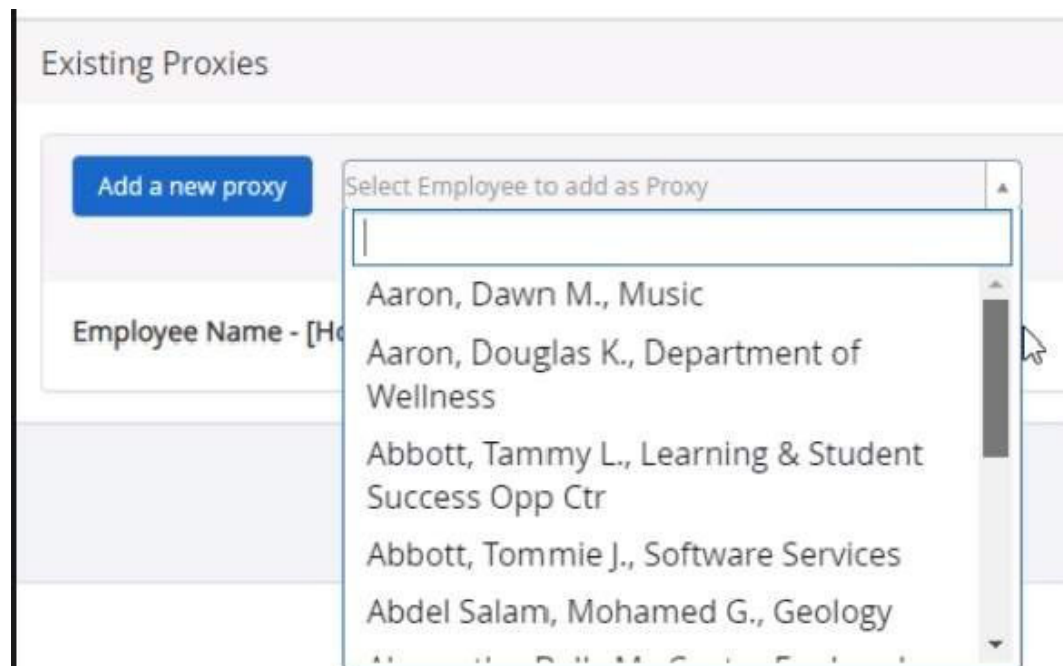 Existing Proxies
Add a new proxy
Select Employee to add as Proxy
Aaron, Dawn M., Music
Employee Name - [Ho
Aaron, Douglas K., Department of
Wellness
Abbott, Tammy L., Learning & Student
Success Opp Ctr
Abbott, Tommie J., Software Services
Abdel Salam, Mohamed G., Geology